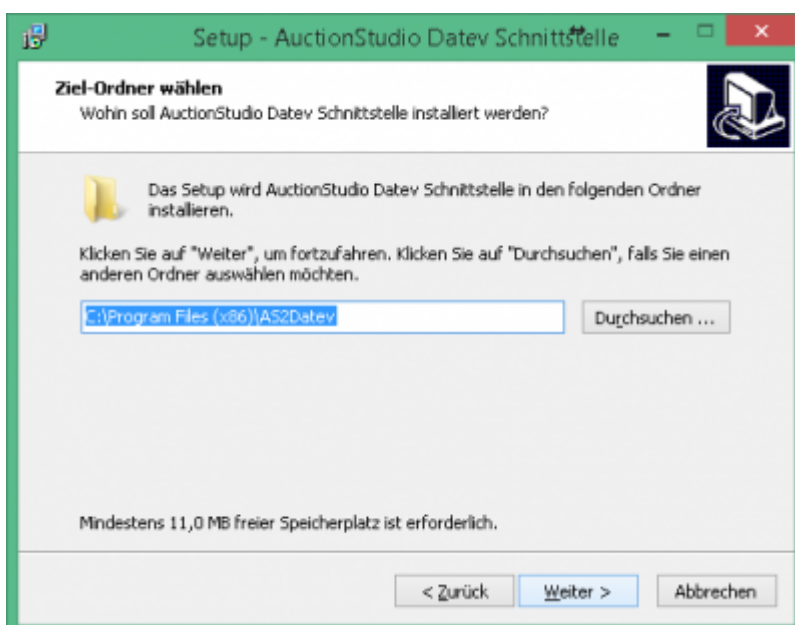 Setup - AuctionStudio Datev Schnittstelle
Ziel-Ordner wählen
Wohin soll AuctionStudio Datev Schnittstelle installiert werden?
Das Setup wird AuctionStudio Datev Schnittstelle in den folgenden Ordner
installieren.
Klicken Sie auf "Weiter", um fortzufahren. Klicken Sie auf "Durchsuchen", falls Sie einen
anderen Ordner auswählen möchten.
C:\Program Files (x86)\AS2Datev
Durchsuchen ...
Mindestens 11,0 MB freier Speicherplatz ist erforderlich.
< Zurück
Weiter >
Abbrechen